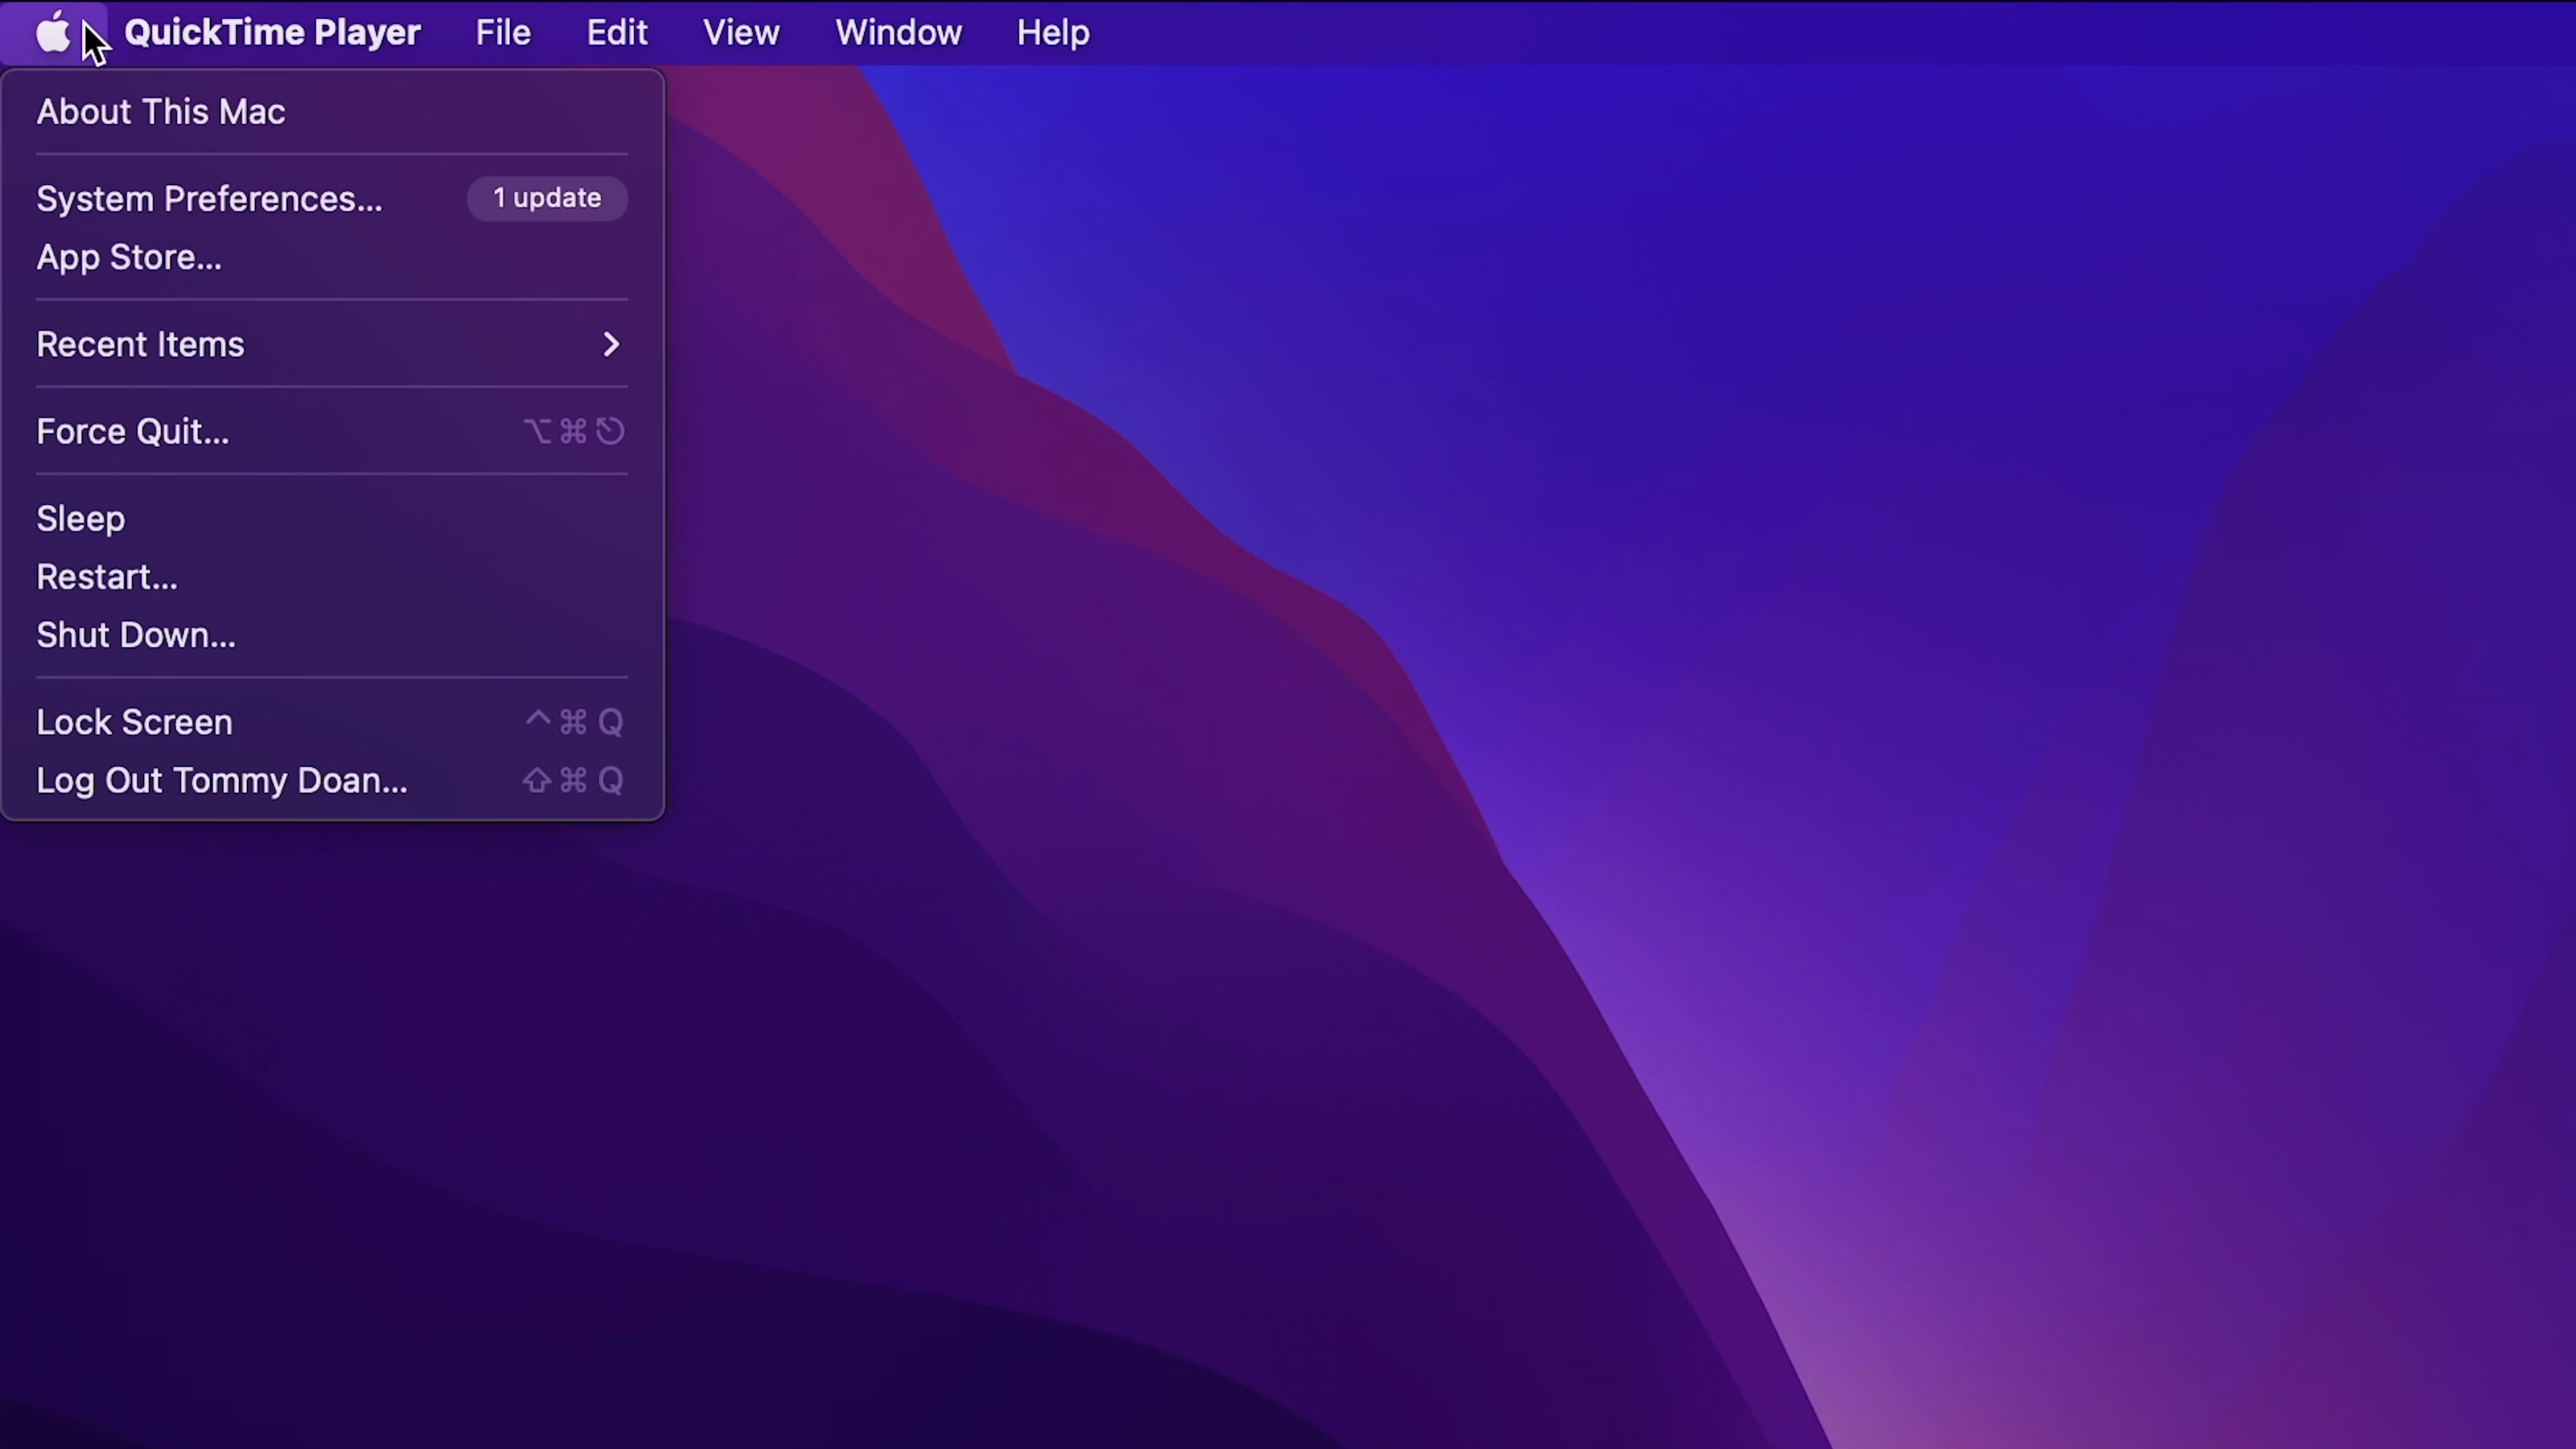 QuickTime Player File Edit View Window Help
About This Mac
System Preferences... 1 update
App Store...
Recent Items
Force Quit... ⌥⌘⎋
Sleep
Restart...
Shut Down...
Lock Screen ^⌘Q
Log Out Tommy Doan... ⇧⌘Q